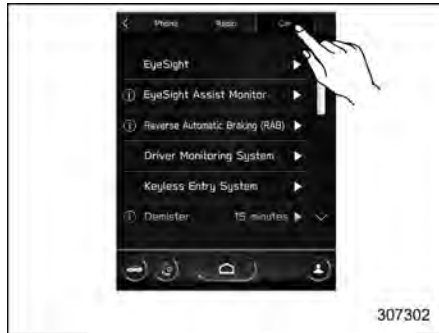 Phone Radio Car
EyeSight
EyeSight Assist Monitor
Reverse Automatic Braking (RAB)
Driver Monitoring System
Keyless Entry System
Demister 15 minutes
307302